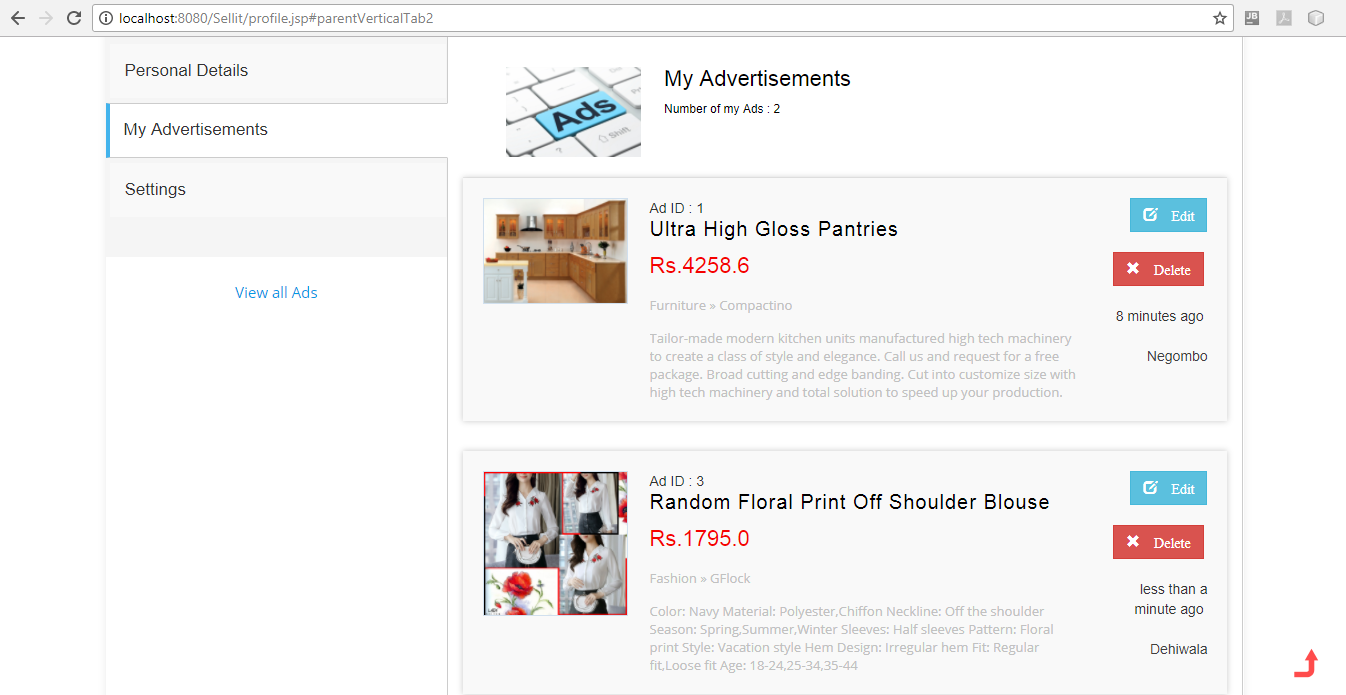 localhost:8080/Sellit/profile.jsp#parentVerticalTab2
JB
Personal Details
My Advertisements
Settings
View all Ads
Ads
Shift
My Advertisements
Number of my Ads : 2
Ad ID : 1
Ultra High Gloss Pantries
Rs.4258.6
Furniture » Compactino
Tailor-made modern kitchen units manufactured high tech machinery
to create a class of style and elegance. Call us and request for a free
package. Broad cutting and edge banding. Cut into customize size with
high tech machinery and total solution to speed up your production.
Edit
Delete
8 minutes ago
Negombo
Ad ID : 3
Random Floral Print Off Shoulder Blouse
Rs.1795.0
Fashion » GFlock
Color: Navy Material: Polyester,Chiffon Neckline: Off the shoulder
Season: Spring,Summer,Winter Sleeves: Half sleeves Pattern: Floral
print Style: Vacation style Hem Design: Irregular hem Fit: Regular
fit,Loose fit Age: 18-24,25-34,35-44
Edit
Delete
less than a
minute ago
Dehiwala